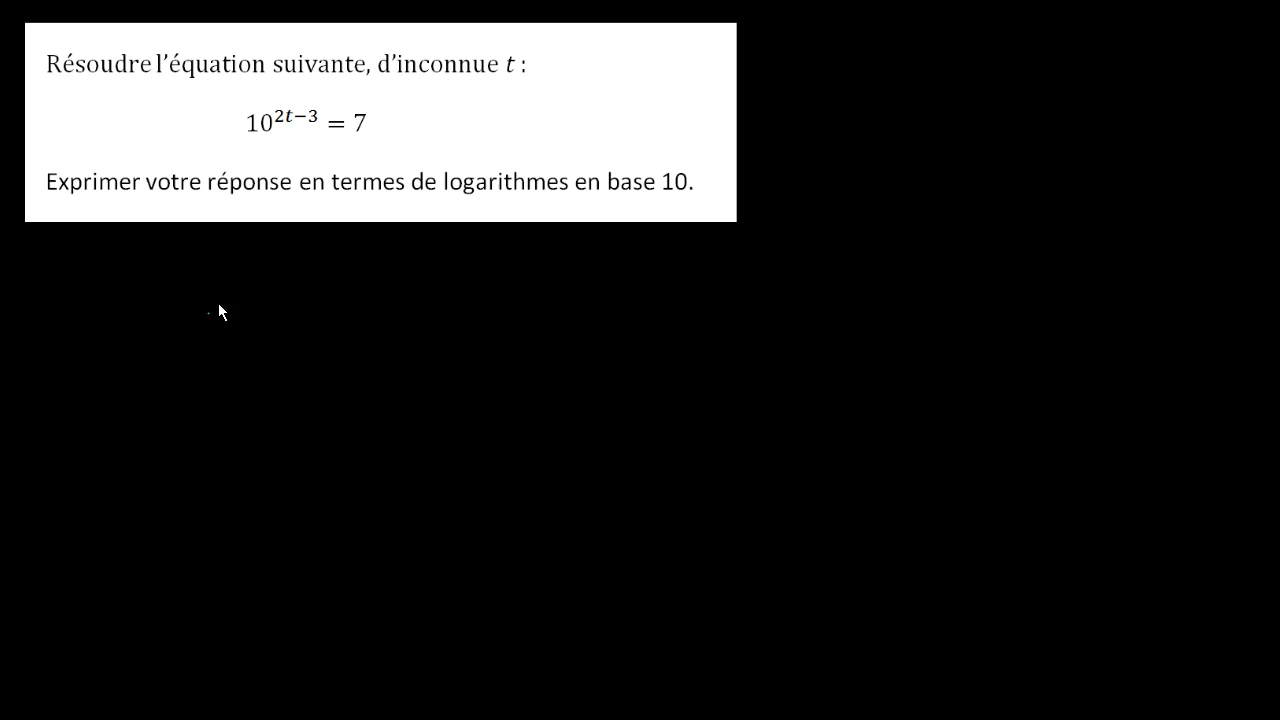 Résoudre l’équation suivante, d’inconnue t :
10^{2t−3} = 7
Exprimer votre réponse en termes de logarithmes en base 10.